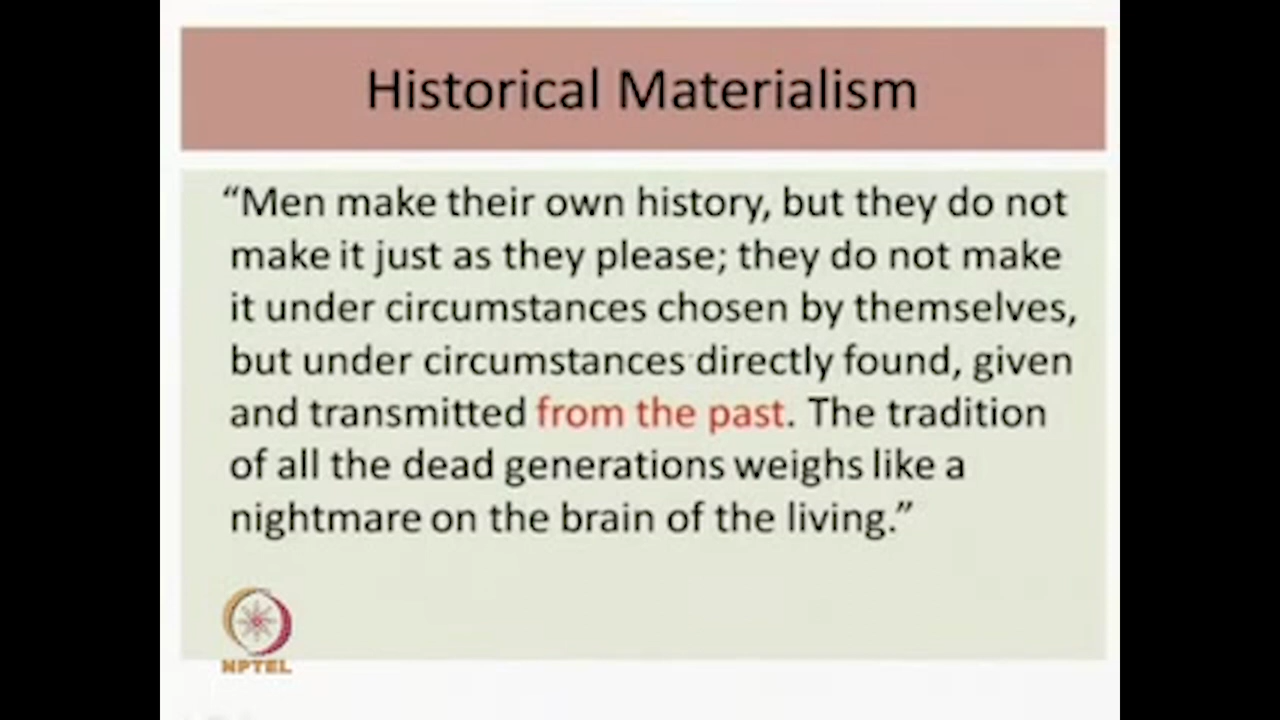 Historical Materialism
“Men make their own history, but they do not
make it just as they please; they do not make
it under circumstances chosen by themselves,
but under circumstances directly found, given
and transmitted from the past. The tradition
of all the dead generations weighs like a
nightmare on the brain of the living.”
NPTEL